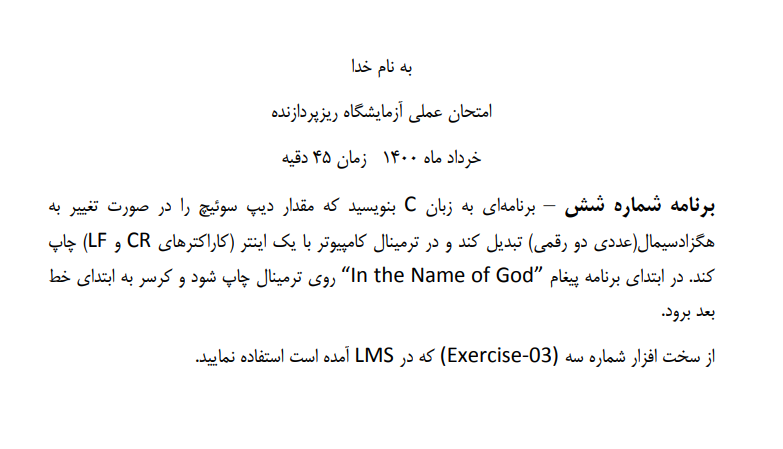 به نام خدا
امتحان عملی آزمایشگاه ریزپردازنده
خرداد ماه ۱۴۰۰ زمان ۴۵ دقیه
برنامه شماره شش – برنامه‌ای به زبان C بنویسید که مقدار دیپ سوئیچ را در صورت تغییر به
هگزادسیمال(عددی دو رقمی) تبدیل کند و در ترمینال کامپیوتر با یک اینتر (کاراکترهای CR و LF) چاپ
کند. در ابتدای برنامه پیغام “In the Name of God” روی ترمینال چاپ شود و کرسر به ابتدای خط
بعد برود.
از سخت افزار شماره سه (Exercise-03) که در LMS آمده است استفاده نمایید.